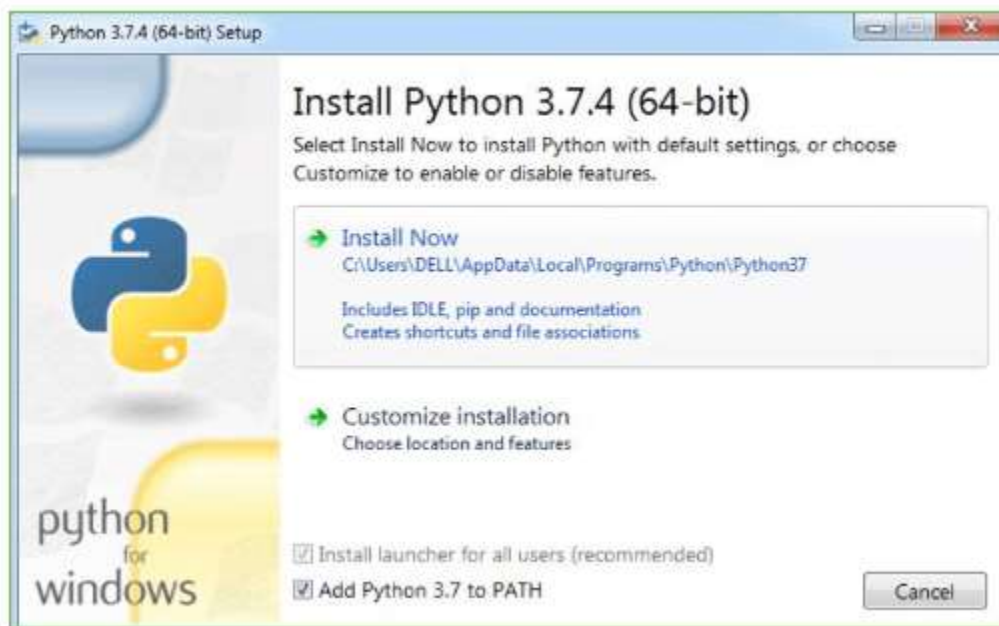 Python 3.7.4 (64-bit) Setup
Install Python 3.7.4 (64-bit)
Select Install Now to install Python with default settings, or choose
Customize to enable or disable features.
Install Now
C:\Users\DELL\AppData\Local\Programs\Python\Python37
Includes IDLE, pip and documentation
Creates shortcuts and file associations
Customize installation
Choose location and features
python
for
windows
Install launcher for all users (recommended)
Add Python 3.7 to PATH
Cancel